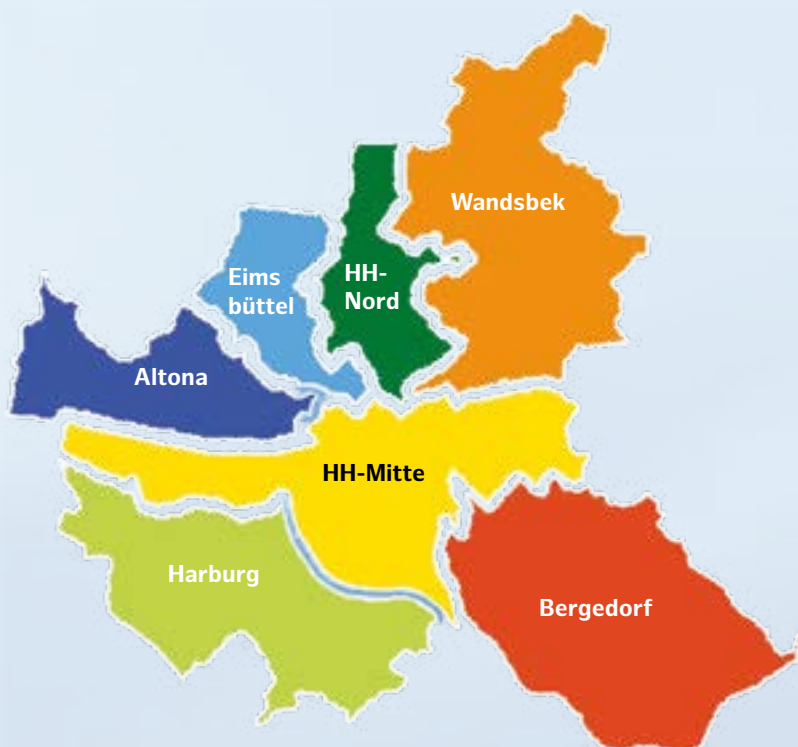 Wandsbek
Eims
büttel
HH-
Nord
Altona
HH-Mitte
Harburg
Bergedorf